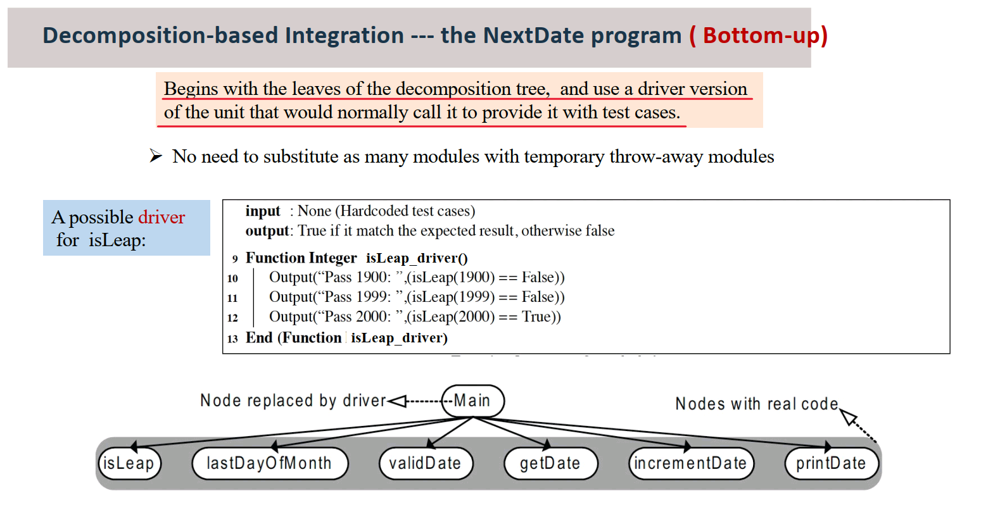 Decomposition-based Integration --- the NextDate program ( Bottom-up)
Begins with the leaves of the decomposition tree, and use a driver version
of the unit that would normally call it to provide it with test cases.
➢ No need to substitute as many modules with temporary throw-away modules
A possible driver
for isLeap:
input : None (Hardcoded test cases)
output: True if it match the expected result, otherwise false
9 Function Integer isLeap_driver()
10 Output(“Pass 1900: ”,(isLeap(1900) == False))
11 Output(“Pass 1999: ”,(isLeap(1999) == False))
12 Output(“Pass 2000: ”,(isLeap(2000) == True))
13 End (Function isLeap_driver)
Node replaced by driver
Main
Nodes with real code
isLeap
lastDayOfMonth
validDate
getDate
incrementDate
printDate